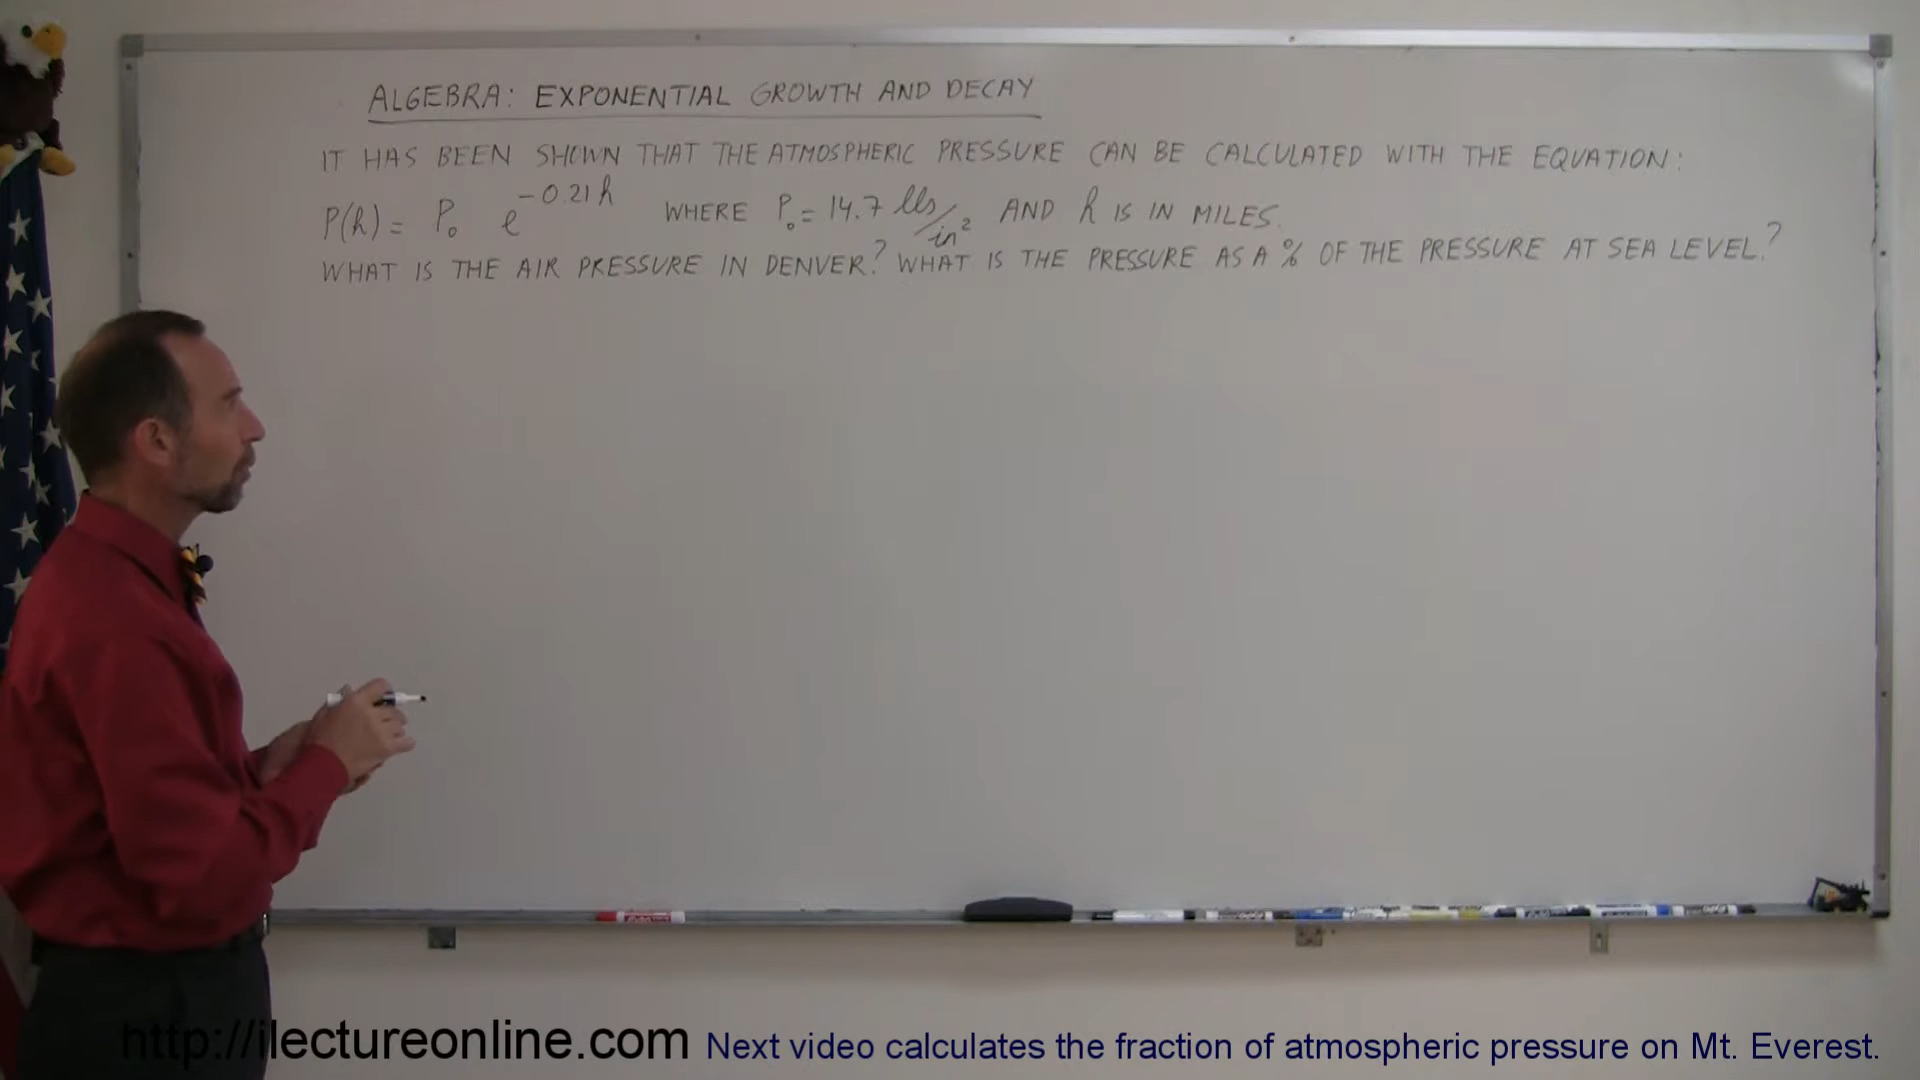 ALGEBRA: EXPONENTIAL GROWTH AND DECAY
IT HAS BEEN SHOWN THAT THE ATMOSPHERIC PRESSURE CAN BE CALCULATED WITH THE EQUATION:
P(h) = P₀ e^-0.21h WHERE P₀ = 14.7 lbs/in² AND h IS IN MILES.
WHAT IS THE AIR PRESSURE IN DENVER? WHAT IS THE PRESSURE AS A % OF THE PRESSURE AT SEA LEVEL?
http://ilectureonline.com Next video calculates the fraction of atmospheric pressure on Mt. Everest.